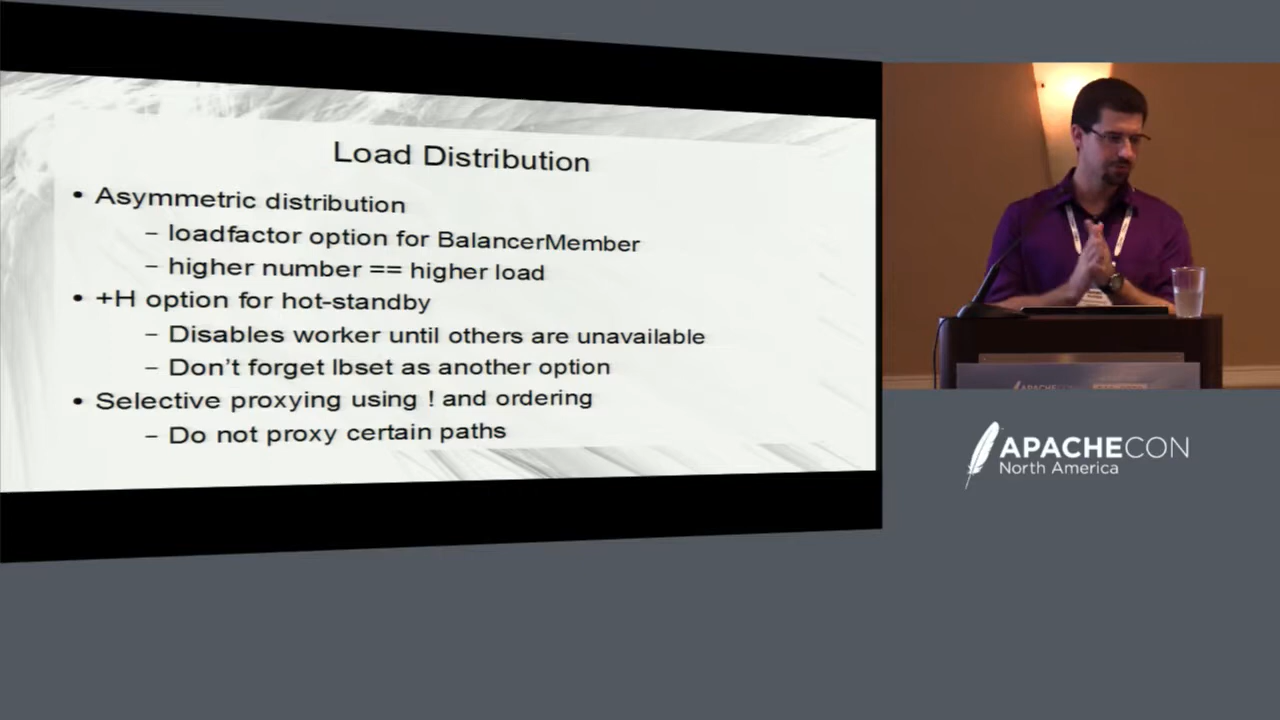 Load Distribution
• Asymmetric distribution
– loadfactor option for BalancerMember
– higher number == higher load
• +H option for hot-standby
– Disables worker until others are unavailable
– Don't forget lbset as another option
• Selective proxying using ! and ordering
– Do not proxy certain paths
APACHECON
North America